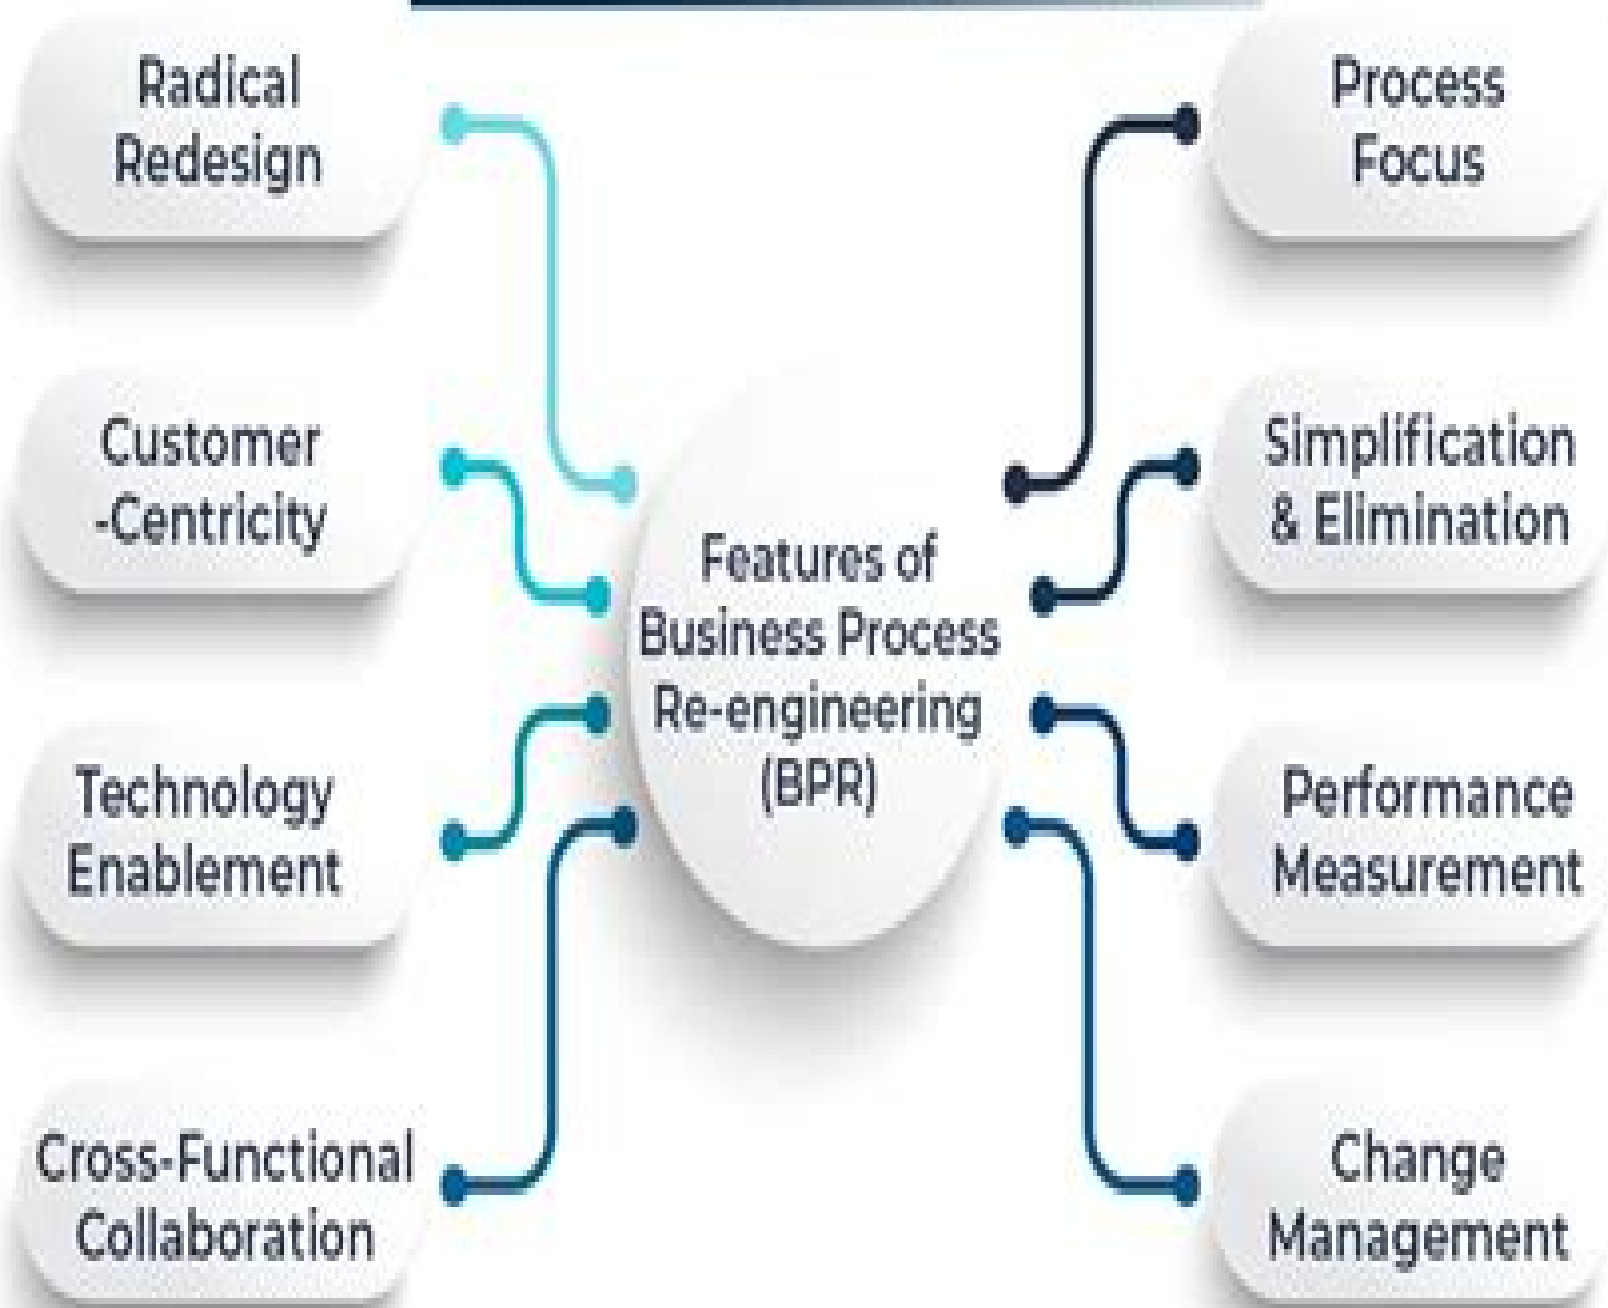 Radical
Redesign
Customer
-Centricity
Technology
Enablement
Cross-Functional
Collaboration
Features of
Business Process
Re-engineering
(BPR)
Process
Focus
Simplification
& Elimination
Performance
Measurement
Change
Management